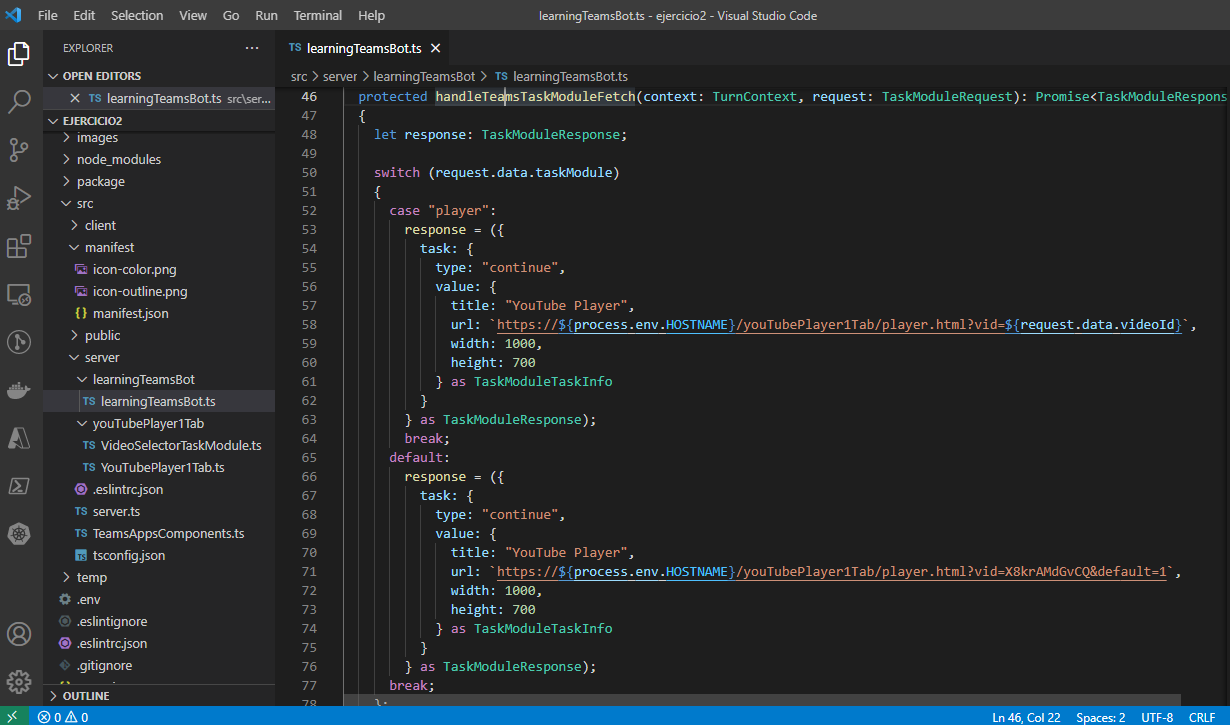 File Edit Selection View Go Run Terminal Help
learningTeamsBot.ts - ejercicio2 - Visual Studio Code
EXPLORER
OPEN EDITORS
TS learningTeamsBot.ts src\ser...
EJERCICIO2
images
node_modules
package
src
client
manifest
icon-color.png
icon-outline.png
{} manifest.json
public
server
learningTeamsBot
TS learningTeamsBot.ts
youTubePlayer1Tab
TS VideoSelectorTaskModule.ts
TS YouTubePlayer1Tab.ts
.eslintrc.json
TS server.ts
TS TeamsAppsComponents.ts
TS tsconfig.json
temp
.env
.eslintignore
.eslintrc.json
.gitignore
OUTLINE
TS learningTeamsBot.ts
src > server > learningTeamsBot > TS learningTeamsBot.ts
46 protected handleTeamsTaskModuleFetch(context: TurnContext, request: TaskModuleRequest): Promise<TaskModuleRespons
47 {
48 let response: TaskModuleResponse;
49
50 switch (request.data.taskModule)
51 {
52 case "player":
53 response = ({
54 task: {
55 type: "continue",
56 value: {
57 title: "YouTube Player",
58 url: `https://${process.env.HOSTNAME}/youTubePlayer1Tab/player.html?vid=${request.data.videoId}`,
59 width: 1000,
60 height: 700
61 } as TaskModuleTaskInfo
62 }
63 } as TaskModuleResponse);
64 break;
65 default:
66 response = ({
67 task: {
68 type: "continue",
69 value: {
70 title: "YouTube Player",
71 url: `https://${process.env.HOSTNAME}/youTubePlayer1Tab/player.html?vid=X8krAMdGvCQ&default=1`,
72 width: 1000,
73 height: 700
74 } as TaskModuleTaskInfo
75 }
76 } as TaskModuleResponse);
77 break;
78 };
0 0
Ln 46, Col 22 Spaces: 2 UTF-8 CRLF